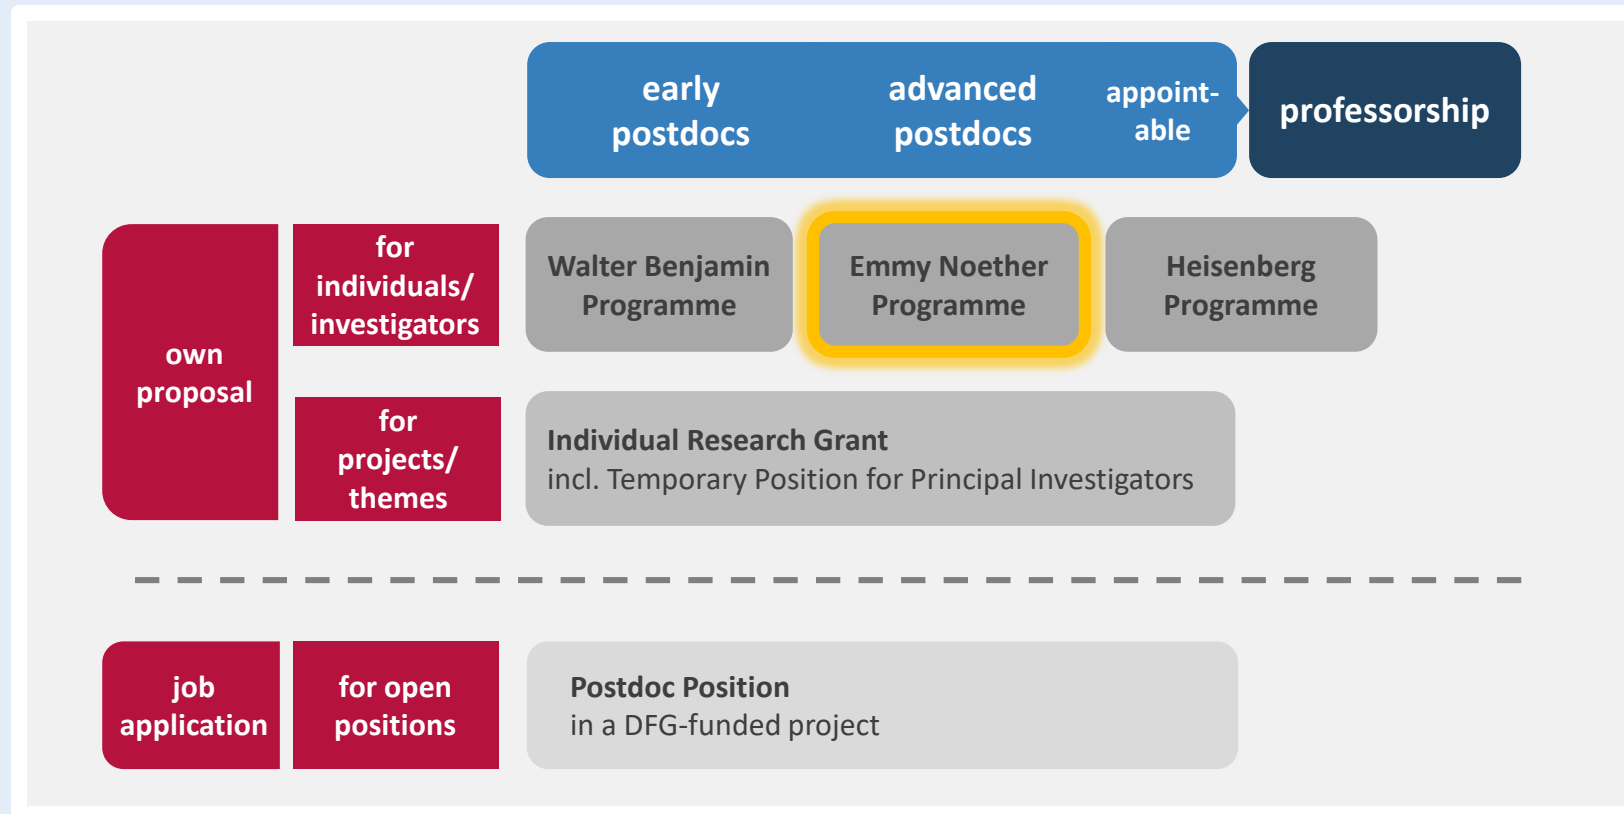 early
postdocs
advanced
postdocs
appoint-
able
professorship
own
proposal
for
individuals/
investigators
Walter Benjamin
Programme
Emmy Noether
Programme
Heisenberg
Programme
for
projects/
themes
Individual Research Grant
incl. Temporary Position for Principal Investigators
job
application
for open
positions
Postdoc Position
in a DFG-funded project